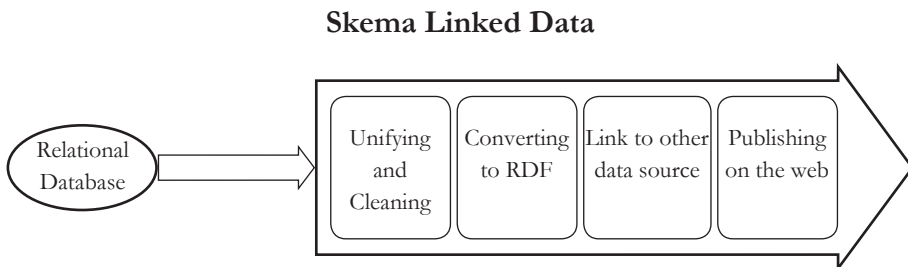 Skema Linked Data
Relational
Database
Unifying
and
Cleaning
Converting
to RDF
Link to other
data source
Publishing
on the web